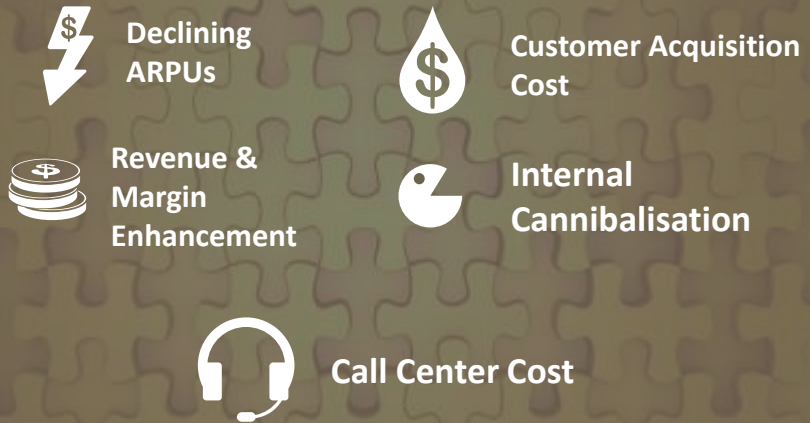 $
Declining
ARPUs
$
Customer Acquisition
Cost
$
Revenue &
Margin
Enhancement
Internal
Cannibalisation
Call Center Cost